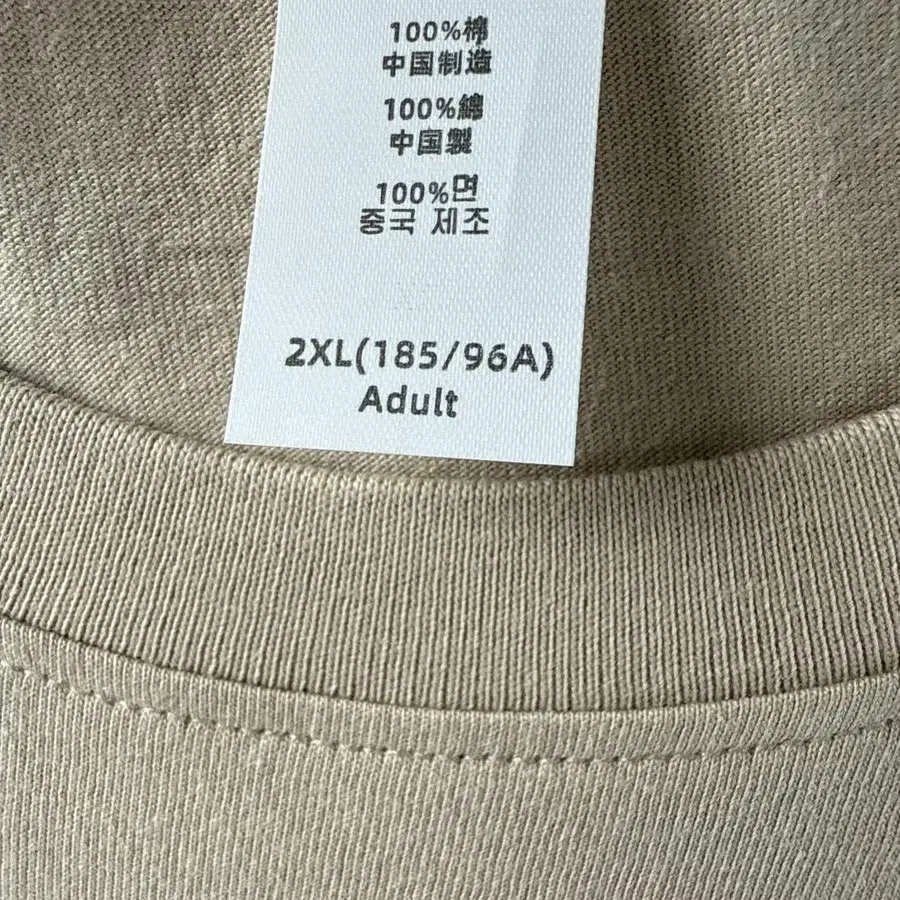 100%棉
中国制造
100%綿
中国製
100%면
중국 제조
2XL(185/96A)
Adult